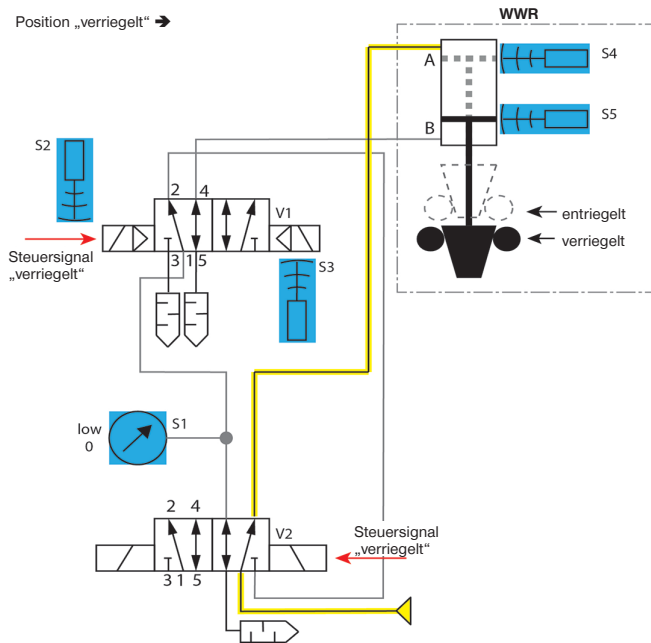 Position „verriegelt“ ➔
WWR
A
S4
B
S5
S2
2 4
V1
entriegelt
verriegelt
Steuersignal
„verriegelt“
3 1 5
S3
low
0
S1
2 4
V2
Steuersignal
„verriegelt“
3 1 5